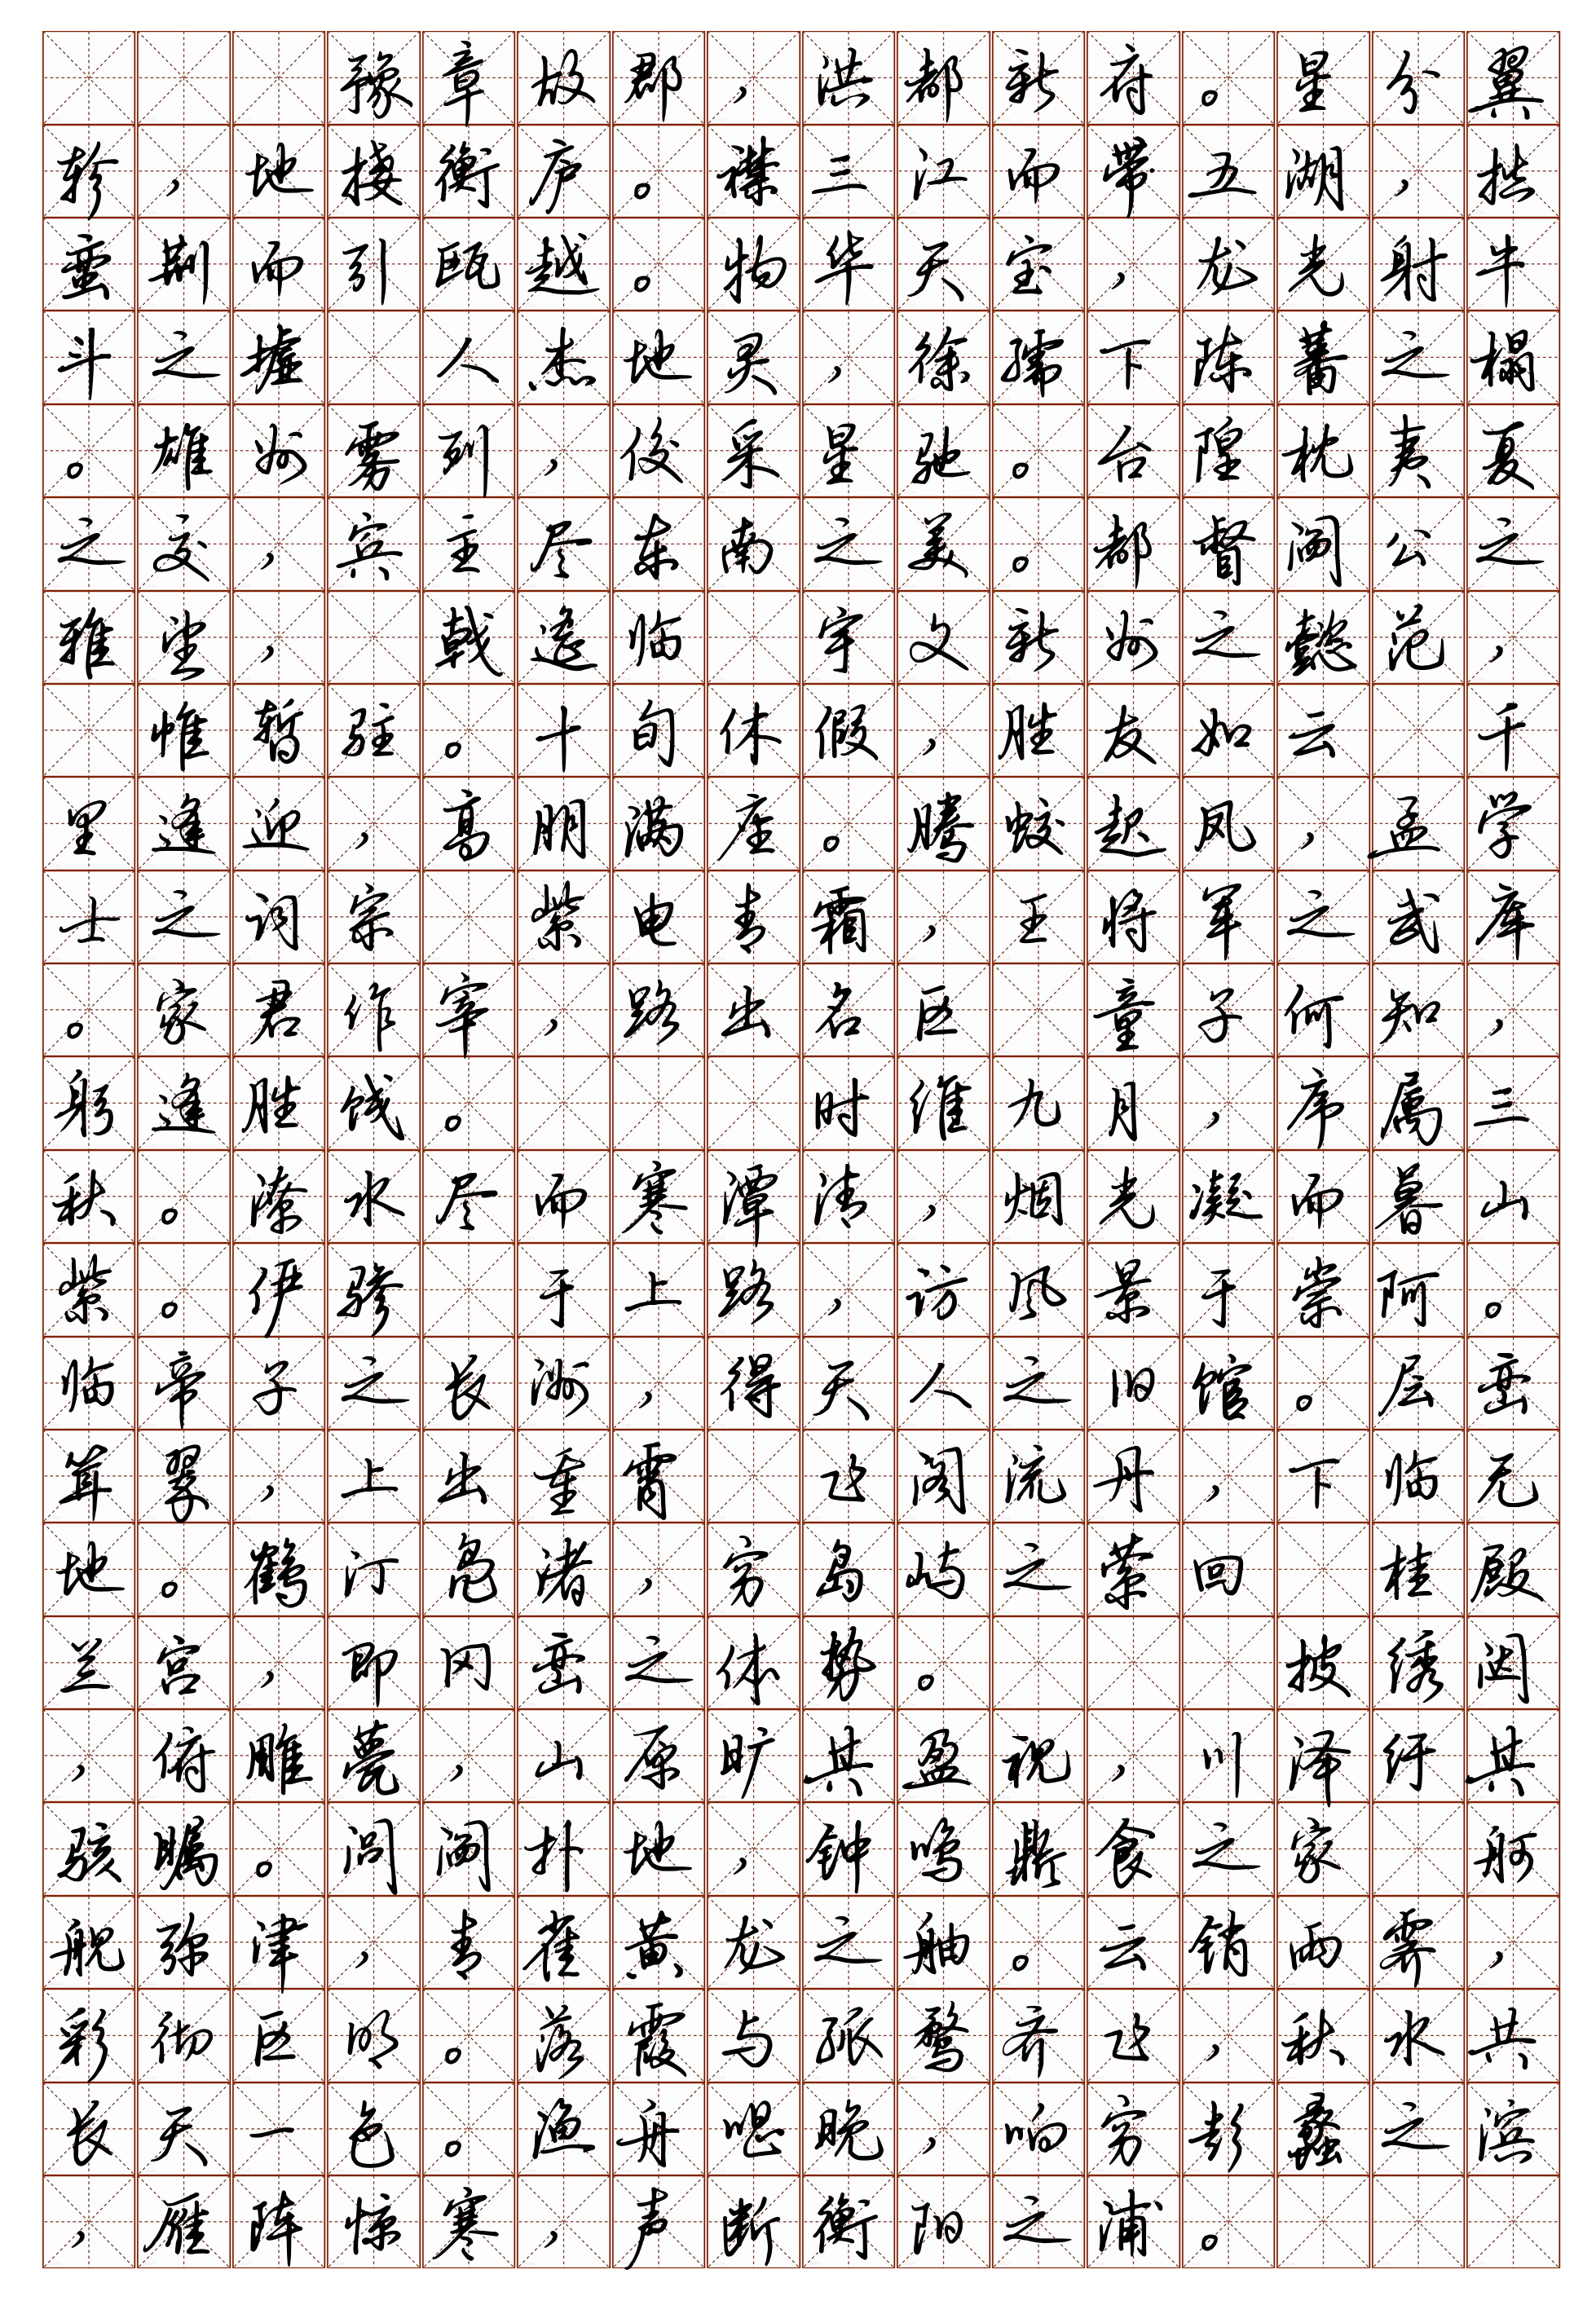 豫章故郡，洪都新府。星分翼
轸，地接衡庐。襟三江而带五湖，控
蛮荆而引瓯越。物华天宝，龙光射牛
斗之墟 人杰地灵，徐孺下陈蕃之榻
。雄州雾列，俊采星驰。台隍枕夷夏
之交，宾主尽东南之美。都督阎公之
雅望， 戟遥临 宇文新州之懿范，
帷暂驻。十旬休假，胜友如云 千
里逢迎，高朋满座。腾蛟起凤，孟学
士之词宗 紫电青霜，王将军之武库
。家君作宰，路出名区 童子何知，
躬逢胜饯。 时维九月，序属三
秋。潦水尽而寒潭清，烟光凝而暮山
紫。俨骖 于上路，访风景于崇阿。
临帝子之长洲，得天人之旧馆。层峦
耸翠，上出重霄 飞阁流丹，下临无
地。鹤汀凫渚，穷岛屿之萦回 桂殿
兰宫，即冈峦之体势。 披绣闼
，俯雕甍，山原旷其盈视，川泽纡其
骇瞩。闾阎扑地，钟鸣鼎食之家 舸
舰弥津，青雀黄龙之舳。云销雨霁，
彩彻区明。落霞与孤鹜齐飞，秋水共
长天一色。渔舟唱晚，响穷彭蠡之滨
，雁阵惊寒，声断衡阳之浦。